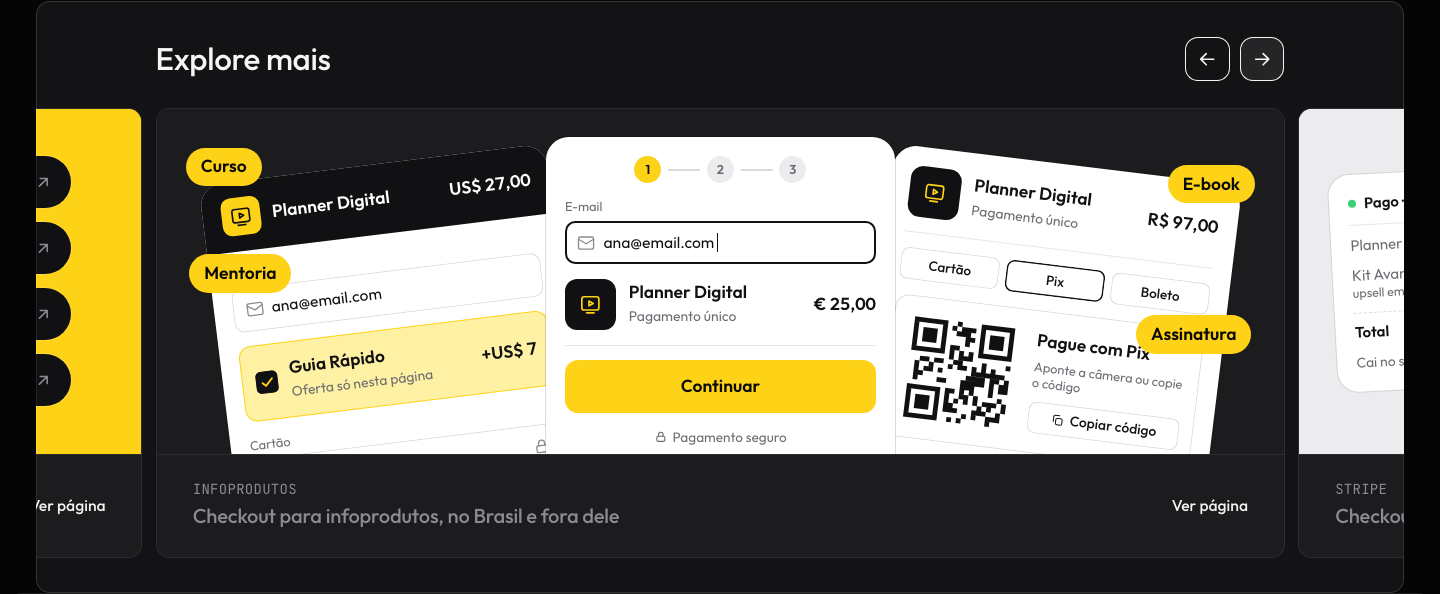 Explore mais
Ver página
Curso
Planner Digital
US$ 27,00
Mentoria
ana@email.com
Guia Rápido
Oferta só nesta página
+US$ 7
Cartão
1
2
3
E-mail
ana@email.com
Planner Digital
Pagamento único
€ 25,00
Continuar
Pagamento seguro
E-book
Planner Digital
Pagamento único
R$ 97,00
Cartão
Pix
Boleto
Assinatura
Pague com Pix
Aponte a câmera ou copie
o código
Copiar código
INFOPRODUTOS
Checkout para infoprodutos, no Brasil e fora dele
Ver página
Pago
Planner
Kit Avan
upsell em
Total
Cai no s
STRIPE
Checkou